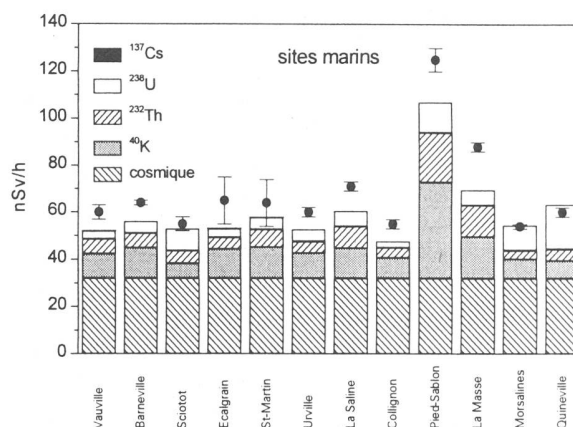 140
120
100
80
60
40
20
0
nSv/h
sites marins
¹³⁷Cs
²³⁸U
²³²Th
⁴⁰K
cosmique
Vauville
Barneville
Sciotot
Ecalgrain
St-Martin
Urville
La Saline
Collignon
Pied-Sablon
La Masse
Morsalines
Quineville